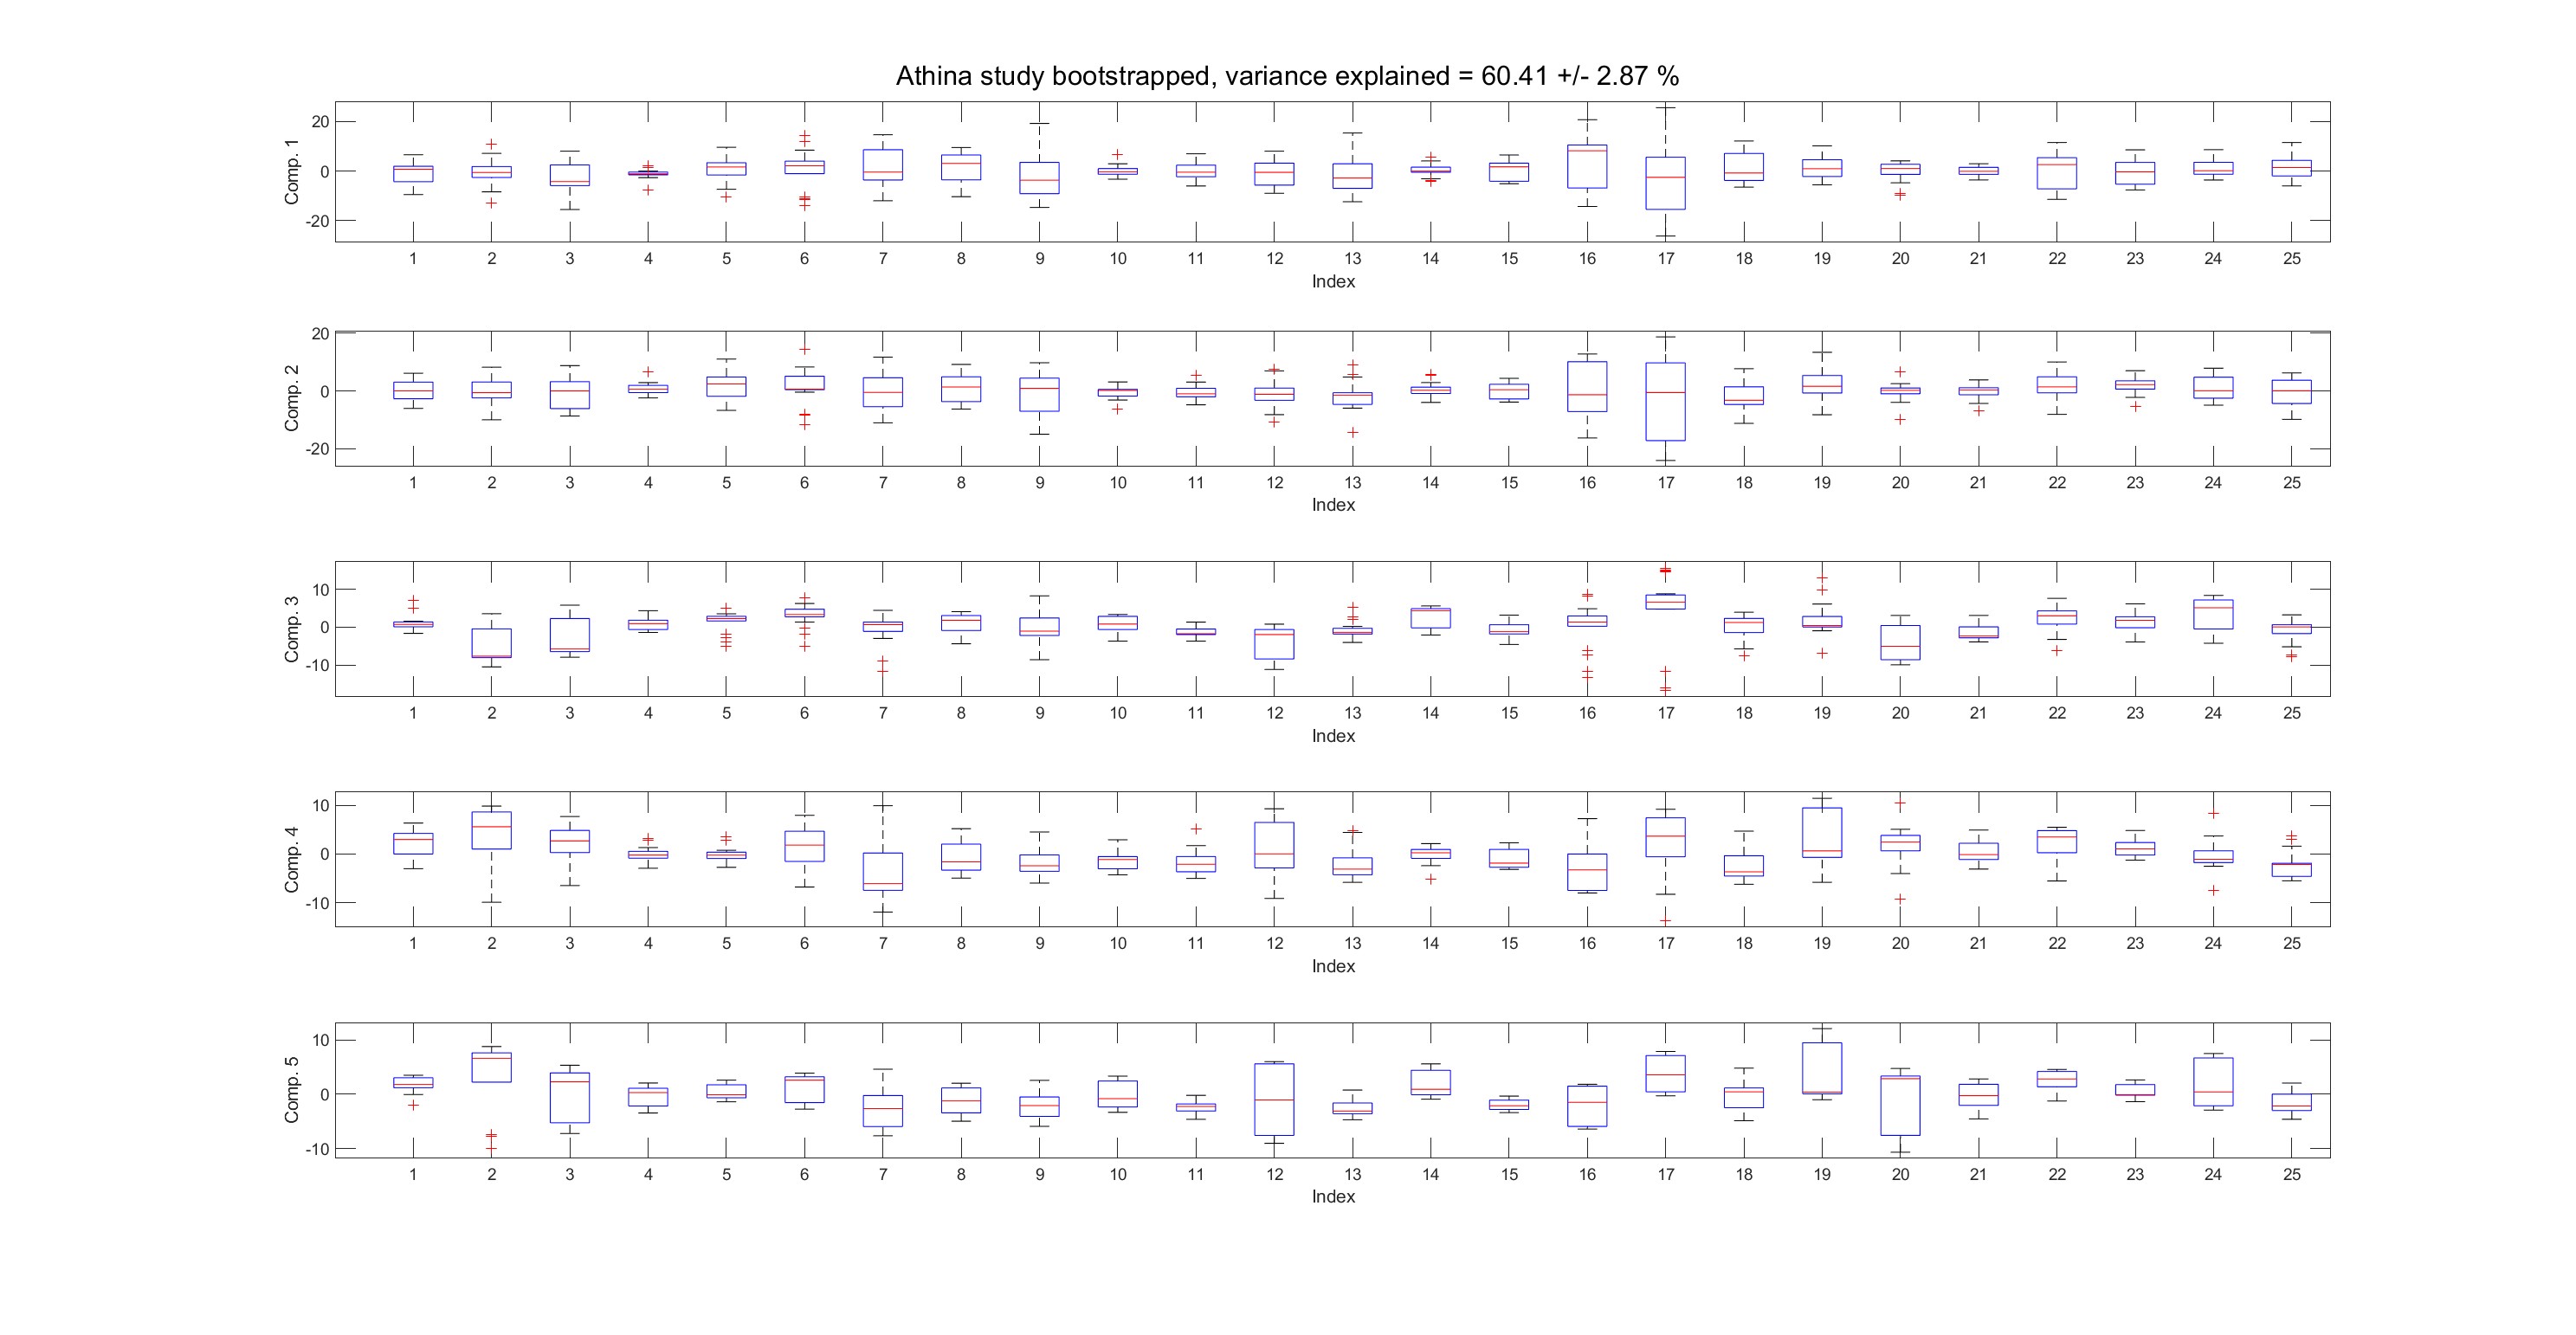 Athina study bootstrapped, variance explained = 60.41 +/- 2.87 %
20
0
-20
Comp. 1
1 2 3 4 5 6 7 8 9 10 11 12 13 14 15 16 17 18 19 20 21 22 23 24 25
Index
20
0
-20
Comp. 2
1 2 3 4 5 6 7 8 9 10 11 12 13 14 15 16 17 18 19 20 21 22 23 24 25
Index
10
0
-10
Comp. 3
1 2 3 4 5 6 7 8 9 10 11 12 13 14 15 16 17 18 19 20 21 22 23 24 25
Index
10
0
-10
Comp. 4
1 2 3 4 5 6 7 8 9 10 11 12 13 14 15 16 17 18 19 20 21 22 23 24 25
Index
10
0
-10
Comp. 5
1 2 3 4 5 6 7 8 9 10 11 12 13 14 15 16 17 18 19 20 21 22 23 24 25
Index